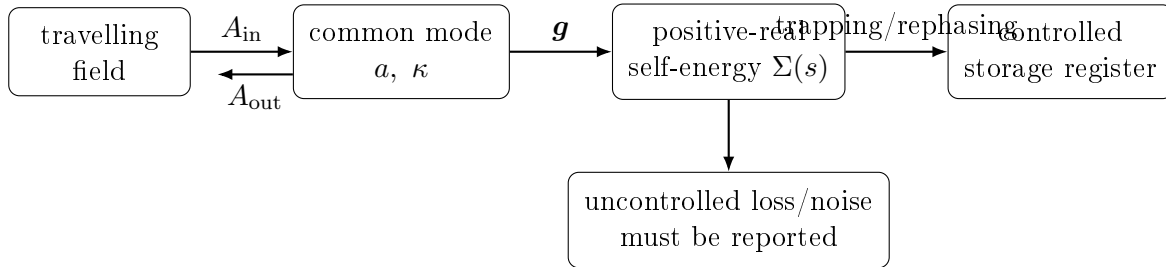 travelling
field
A_in
A_out
common mode
a, κ
g
positive-real
self-energy Σ(s)
trapping/rephasing
controlled
storage register
uncontrolled loss/noise
must be reported